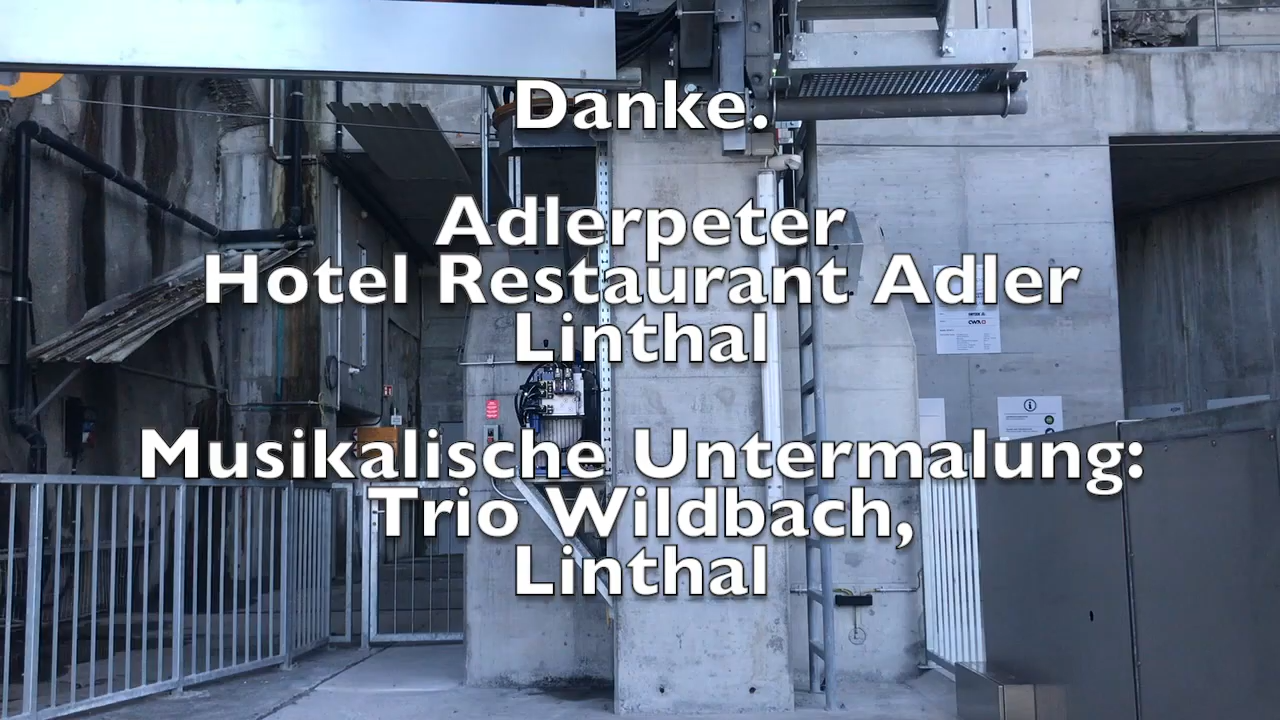 Danke.
Adlerpeter
Hotel Restaurant Adler
Linthal
Musikalische Untermalung:
Trio Wildbach,
Linthal